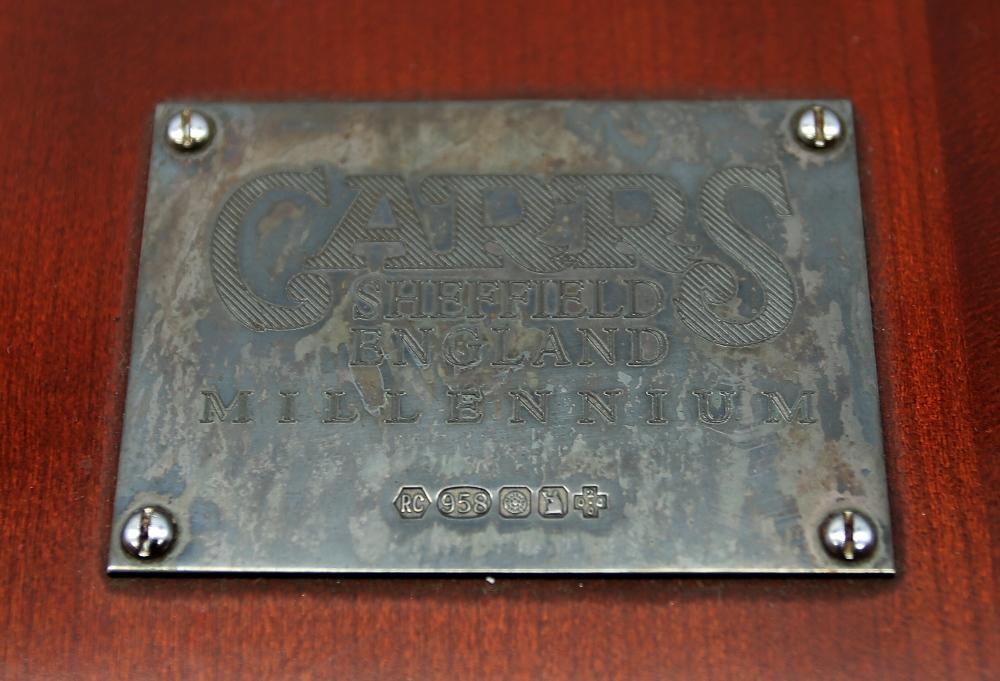 CARRS
SHEFFIELD
ENGLAND
MILLENNIUM
RC 958